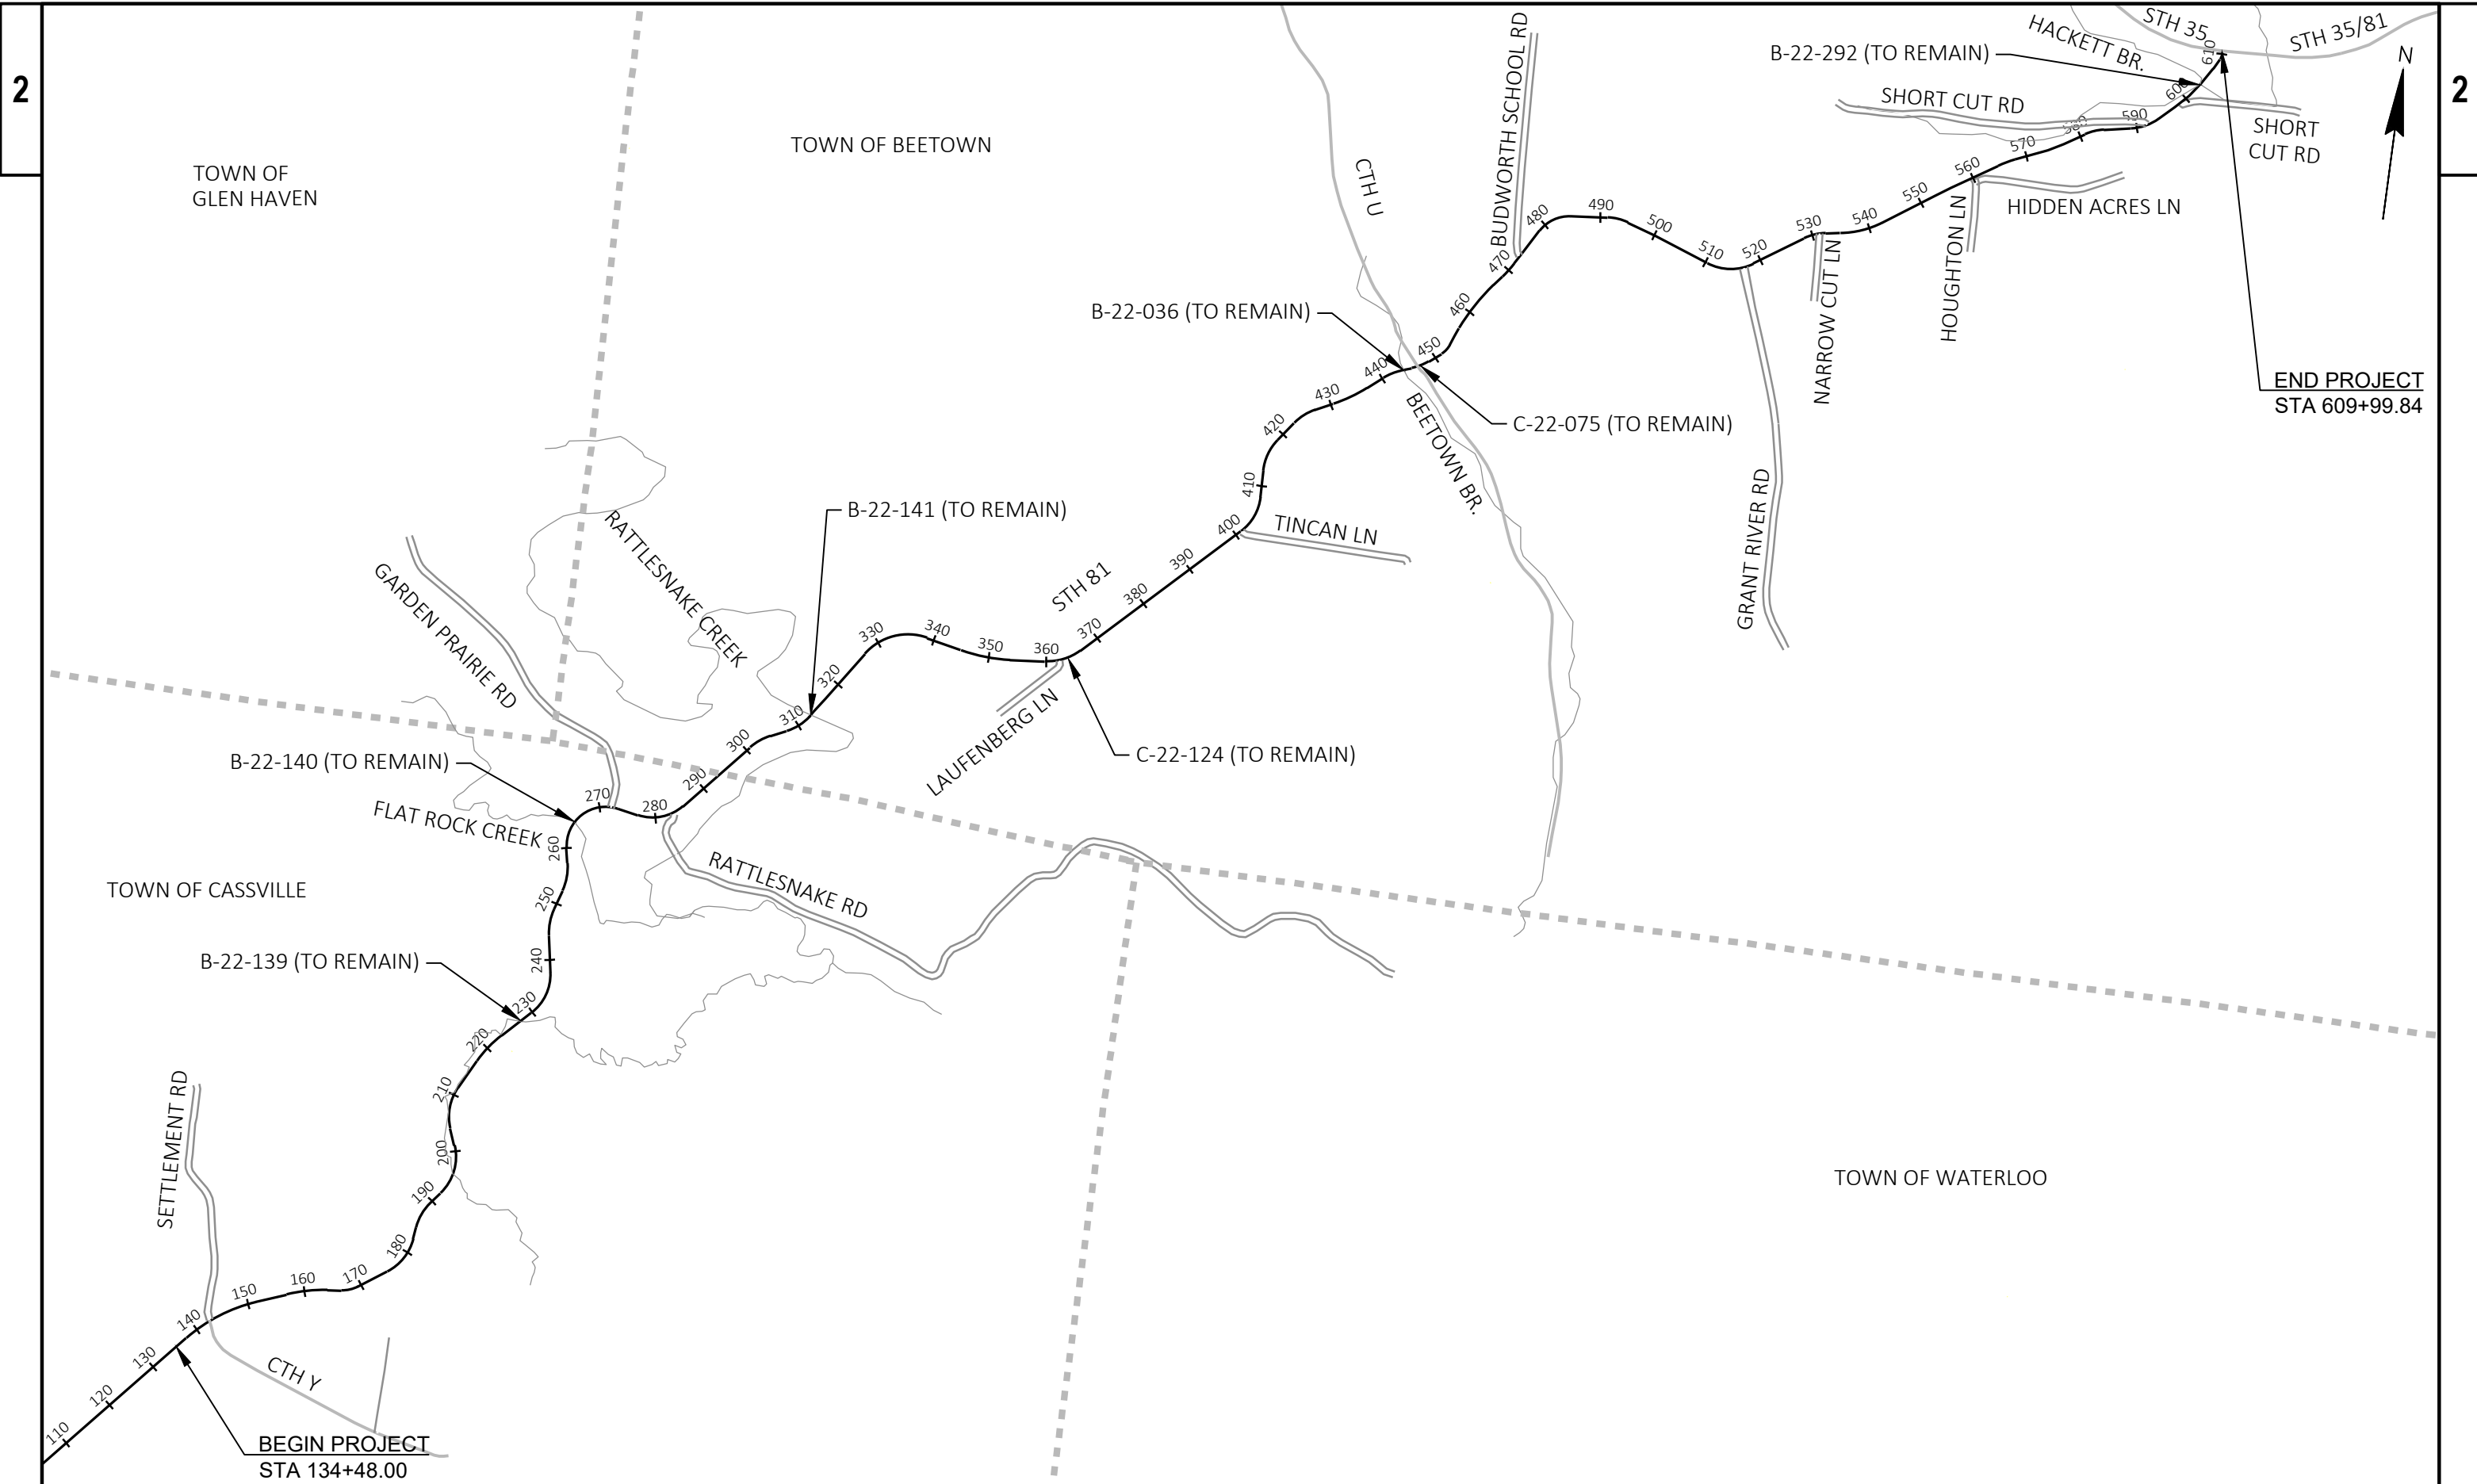 2
2
STH 35
STH 35/81
HACKETT BR.
B-22-292 (TO REMAIN)
N
SHORT CUT RD
SHORT
CUT RD
BUDWORTH SCHOOL RD
CTH U
TOWN OF BEETOWN
TOWN OF
GLEN HAVEN
HIDDEN ACRES LN
HOUGHTON LN
NARROW CUT LN
GRANT RIVER RD
END PROJECT
STA 609+99.84
B-22-036 (TO REMAIN)
C-22-075 (TO REMAIN)
BEETOWN BR.
B-22-141 (TO REMAIN)
TINCAN LN
STH 81
RATTLESNAKE CREEK
GARDEN PRAIRIE RD
LAUFENBERG LN
C-22-124 (TO REMAIN)
B-22-140 (TO REMAIN)
FLAT ROCK CREEK
RATTLESNAKE RD
TOWN OF CASSVILLE
B-22-139 (TO REMAIN)
SETTLEMENT RD
TOWN OF WATERLOO
CTH Y
BEGIN PROJECT
STA 134+48.00
110
120
130
140
150
160
170
180
190
200
210
220
230
240
250
260
270
280
290
300
310
320
330
340
350
360
370
380
390
400
410
420
430
440
450
460
470
480
490
500
510
520
530
540
550
560
570
580
590
600
610